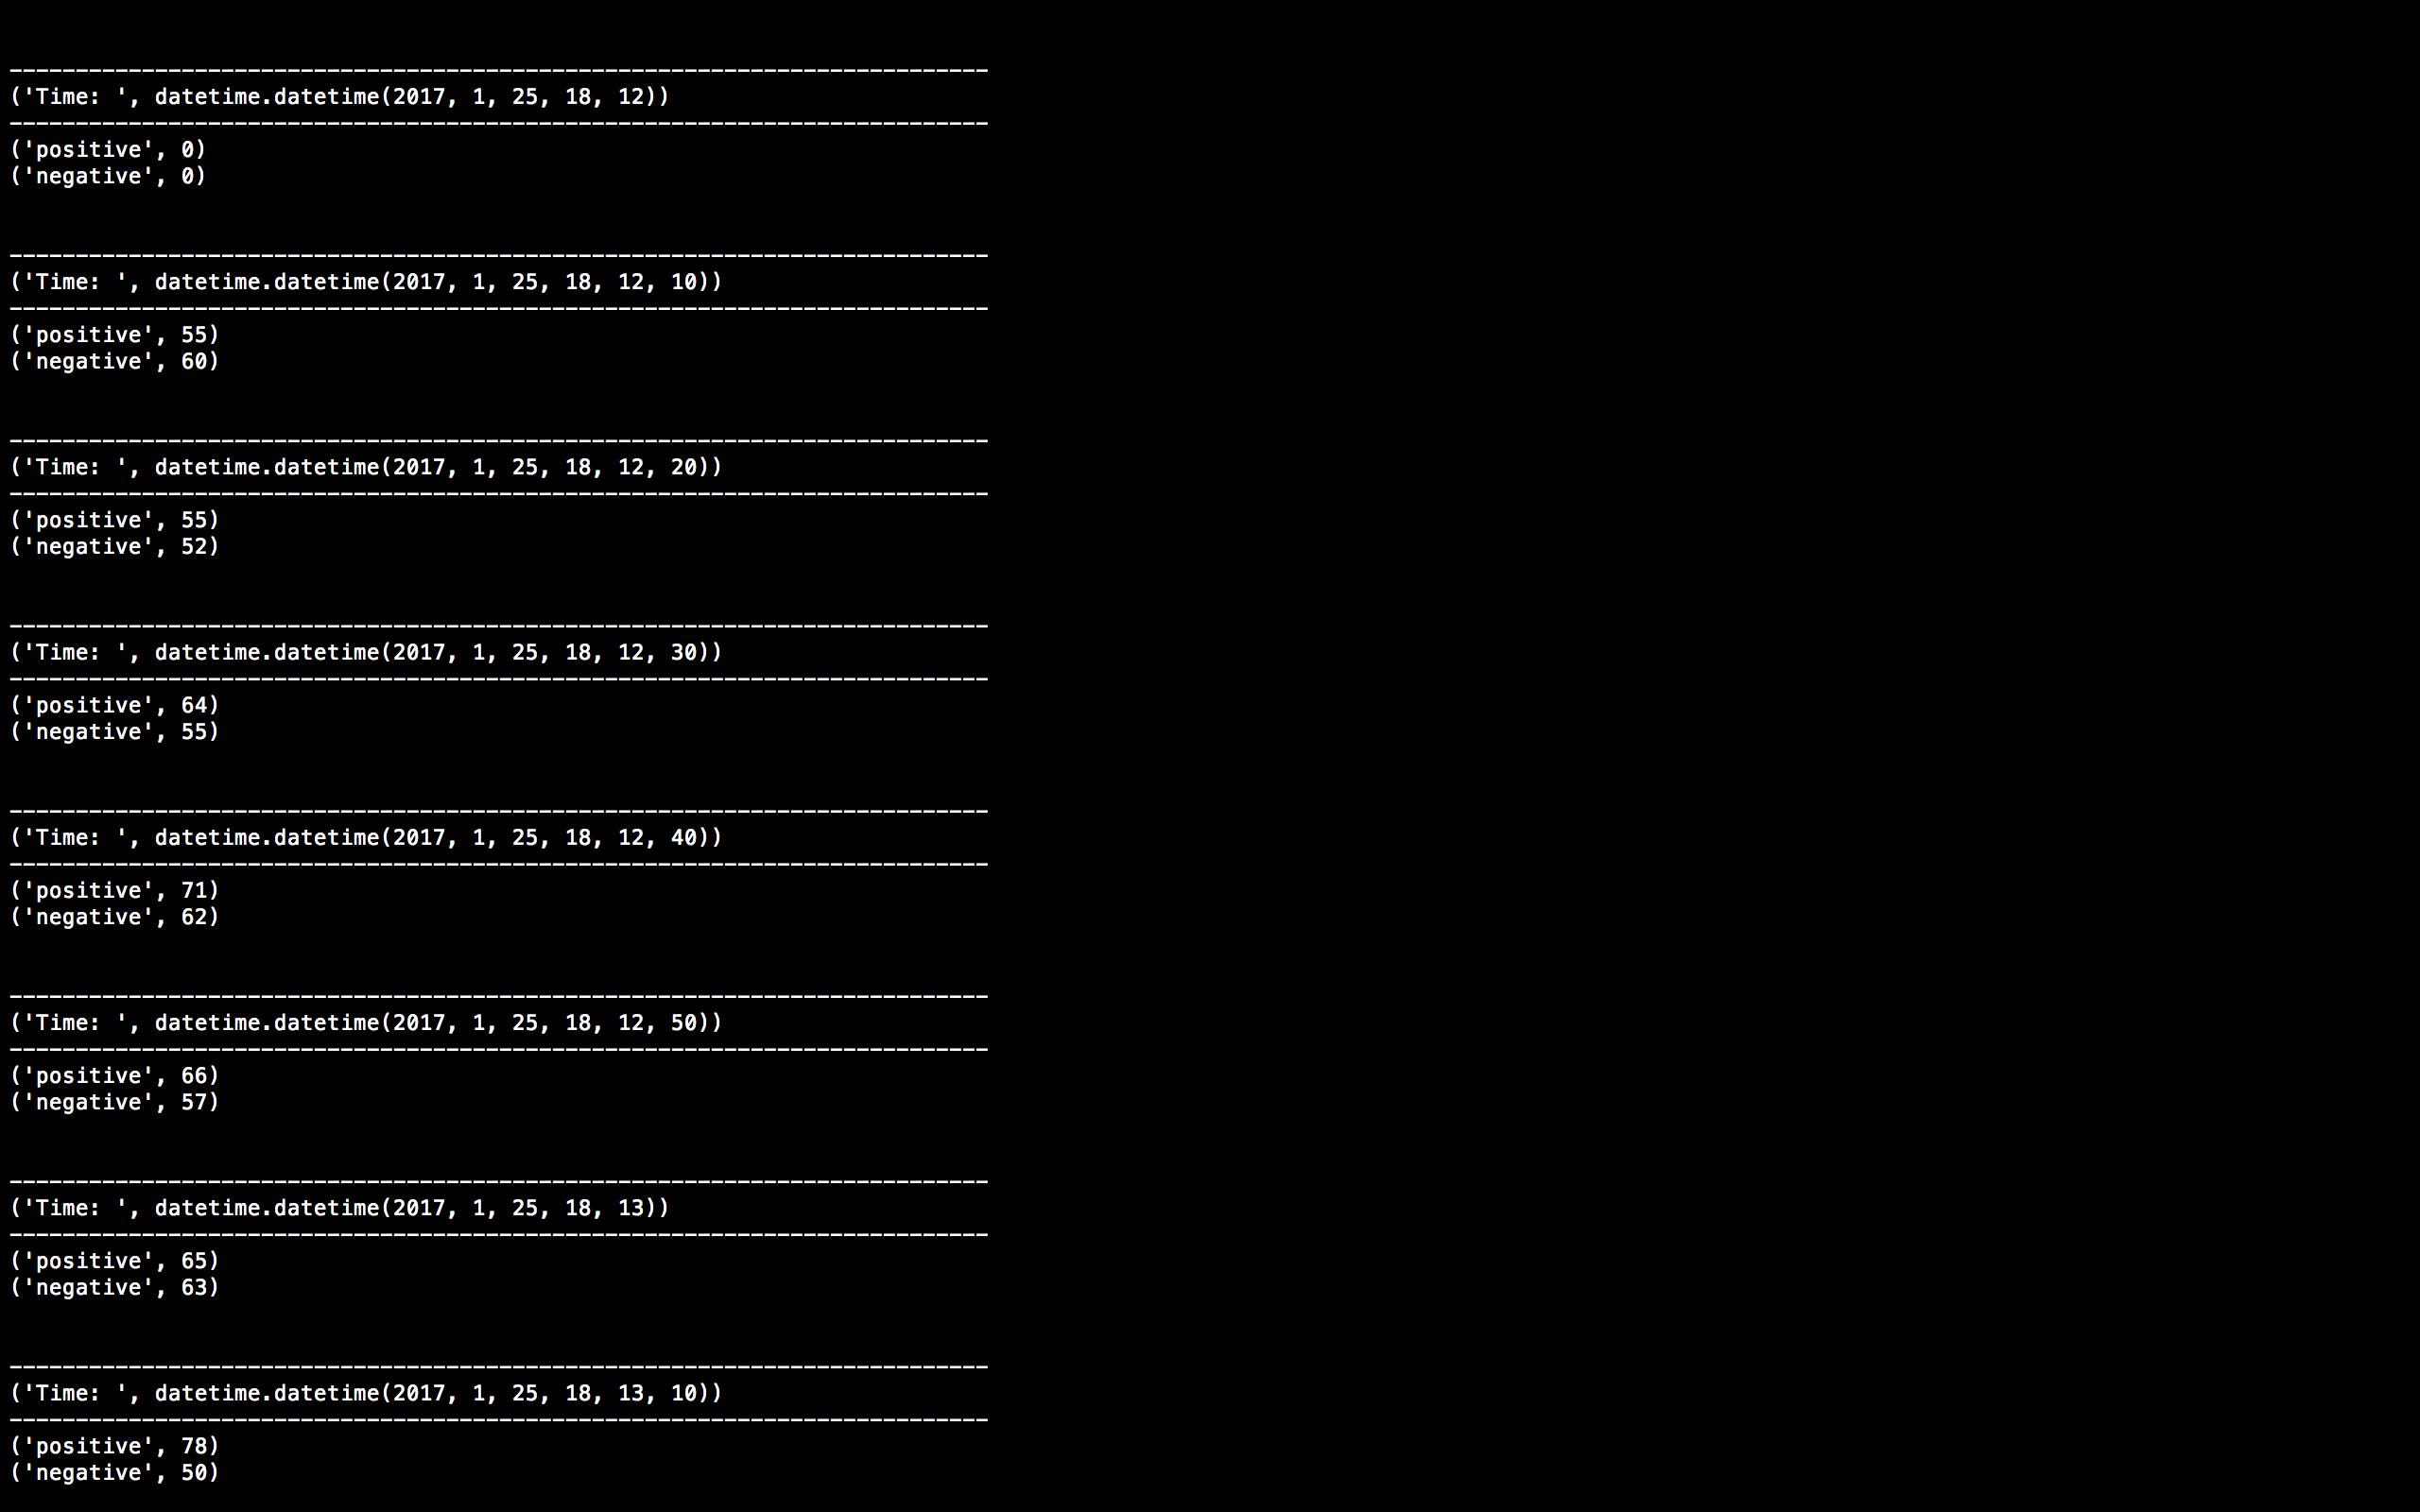 --------------------------------------------------------------------------
('Time: ', datetime.datetime(2017, 1, 25, 18, 12))
--------------------------------------------------------------------------
('positive', 0)
('negative', 0)
--------------------------------------------------------------------------
('Time: ', datetime.datetime(2017, 1, 25, 18, 12, 10))
--------------------------------------------------------------------------
('positive', 55)
('negative', 60)
--------------------------------------------------------------------------
('Time: ', datetime.datetime(2017, 1, 25, 18, 12, 20))
--------------------------------------------------------------------------
('positive', 55)
('negative', 52)
--------------------------------------------------------------------------
('Time: ', datetime.datetime(2017, 1, 25, 18, 12, 30))
--------------------------------------------------------------------------
('positive', 64)
('negative', 55)
--------------------------------------------------------------------------
('Time: ', datetime.datetime(2017, 1, 25, 18, 12, 40))
--------------------------------------------------------------------------
('positive', 71)
('negative', 62)
--------------------------------------------------------------------------
('Time: ', datetime.datetime(2017, 1, 25, 18, 12, 50))
--------------------------------------------------------------------------
('positive', 66)
('negative', 57)
--------------------------------------------------------------------------
('Time: ', datetime.datetime(2017, 1, 25, 18, 13))
--------------------------------------------------------------------------
('positive', 65)
('negative', 63)
--------------------------------------------------------------------------
('Time: ', datetime.datetime(2017, 1, 25, 18, 13, 10))
--------------------------------------------------------------------------
('positive', 78)
('negative', 50)